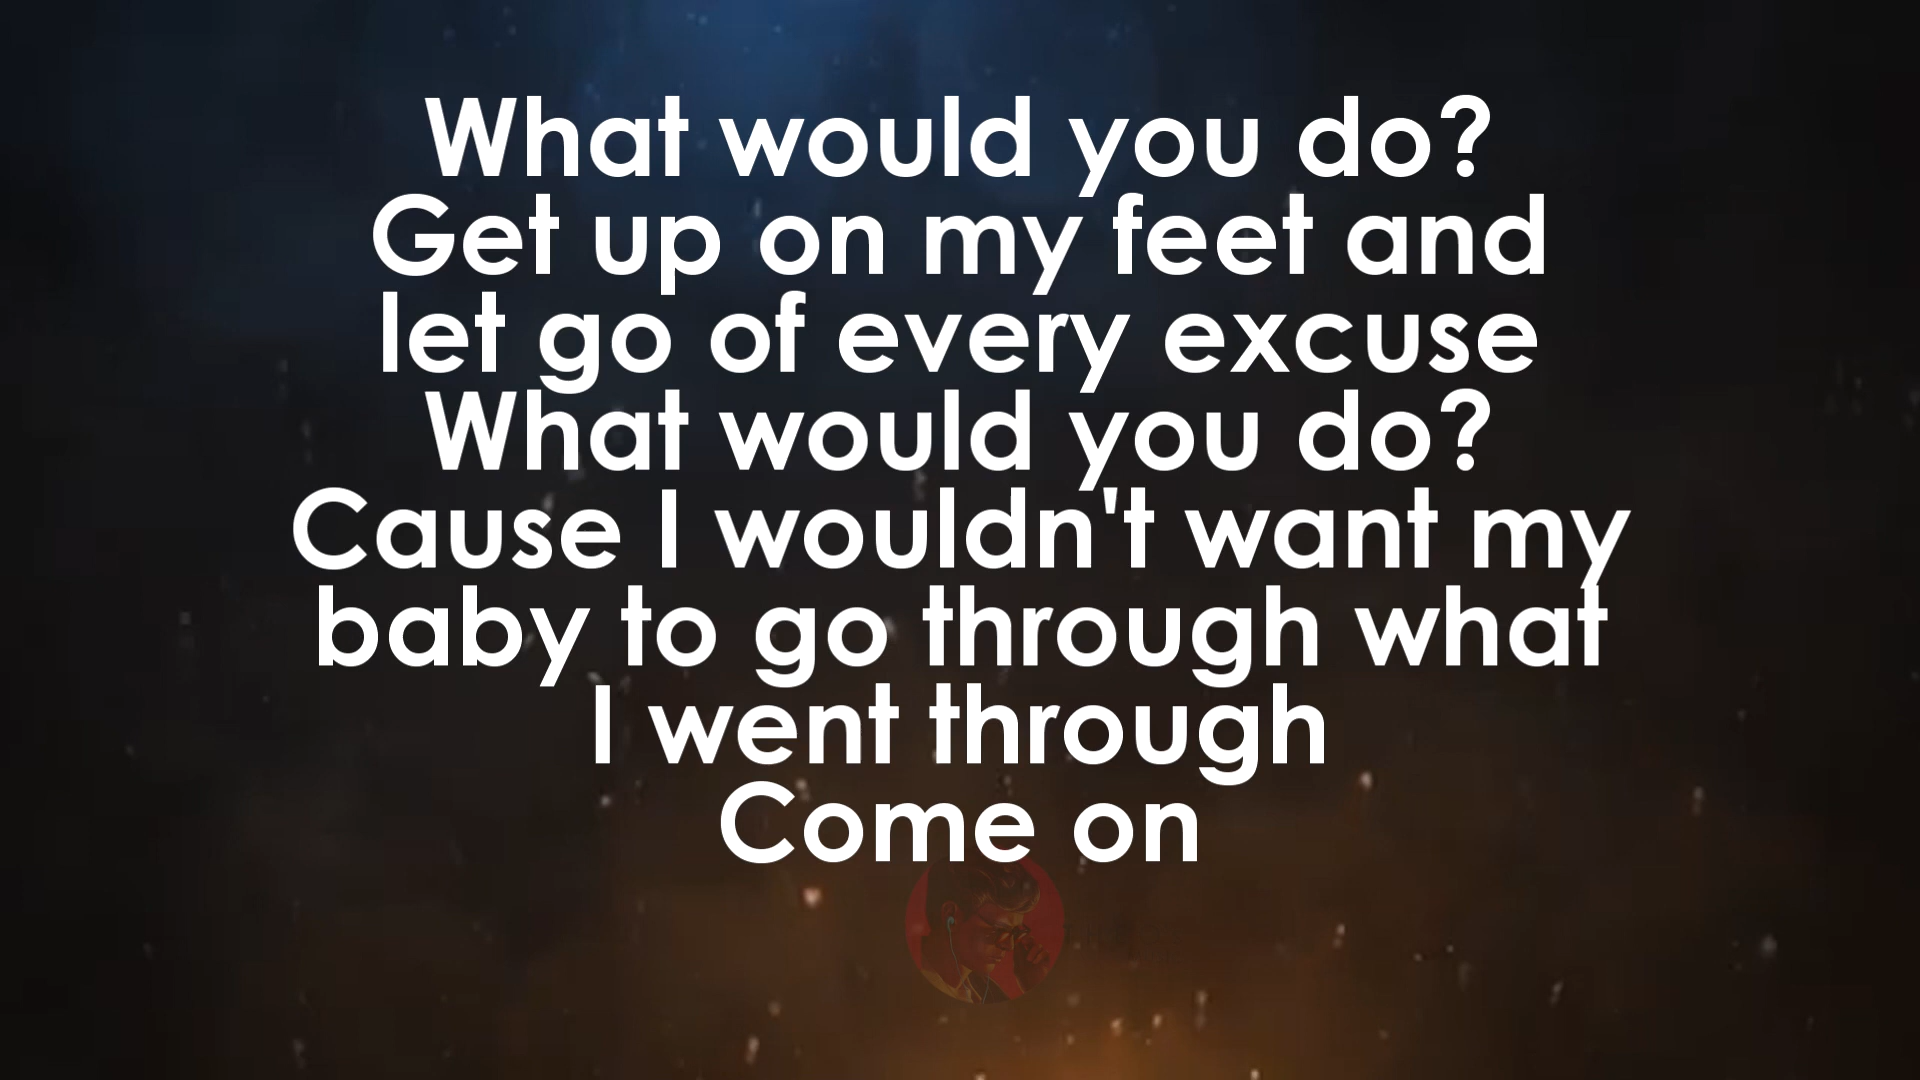 What would you do?
Get up on my feet and
let go of every excuse
What would you do?
Cause I wouldn't want my
baby to go through what
I went through
Come on